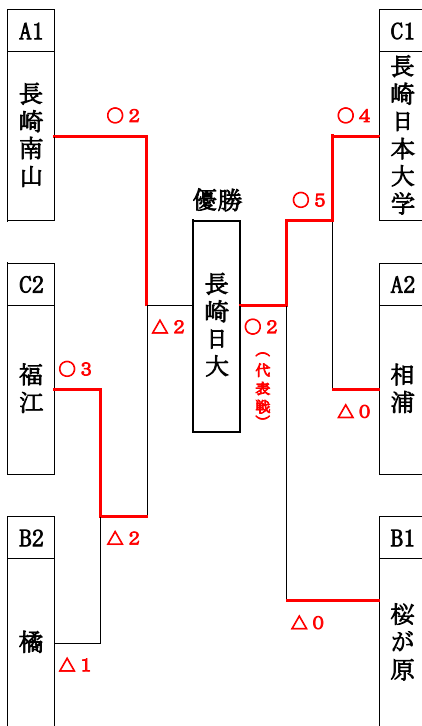 A1
長崎南山
C1
長崎日本大学
○2
○4
○5
優勝
長崎日大
C2
福江
A2
相浦
△2
○2
（代表戦）
○3
△0
△2
B2
橘
B1
桜が原
△0
△1